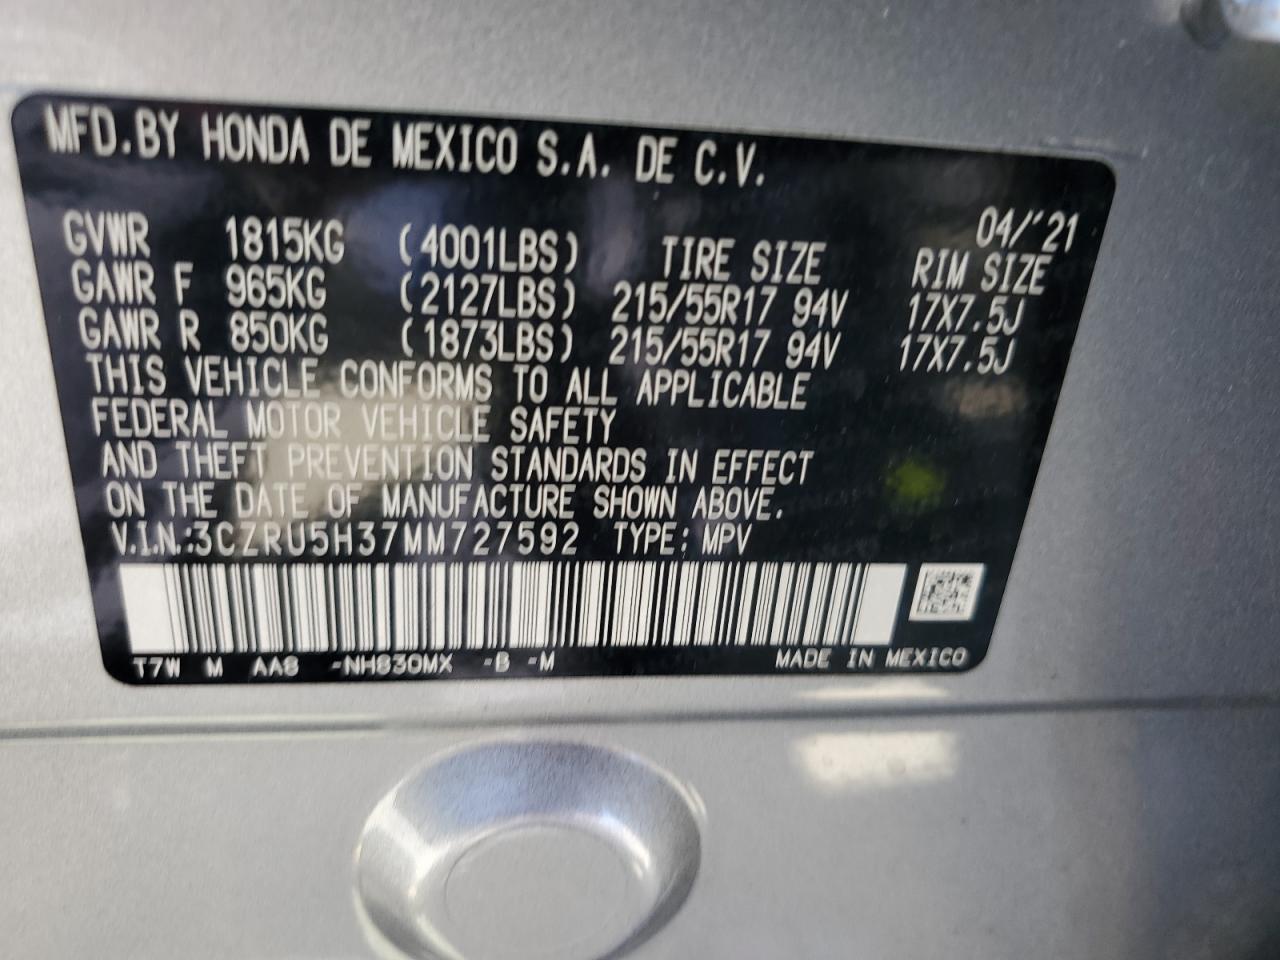 MFD.BY HONDA DE MEXICO S.A. DE C.V.
04/'21
GVWR 1815KG (4001LBS) TIRE SIZE RIM SIZE
GAWR F 965KG (2127LBS) 215/55R17 94V 17X7.5J
GAWR R 850KG (1873LBS) 215/55R17 94V 17X7.5J
THIS VEHICLE CONFORMS TO ALL APPLICABLE
FEDERAL MOTOR VEHICLE SAFETY
AND THEFT PREVENTION STANDARDS IN EFFECT
ON THE DATE OF MANUFACTURE SHOWN ABOVE.
V.I.N.:3CZRU5H37MM727592 TYPE: MPV
T7W M AA8 -NH830MX -B -M MADE IN MEXICO